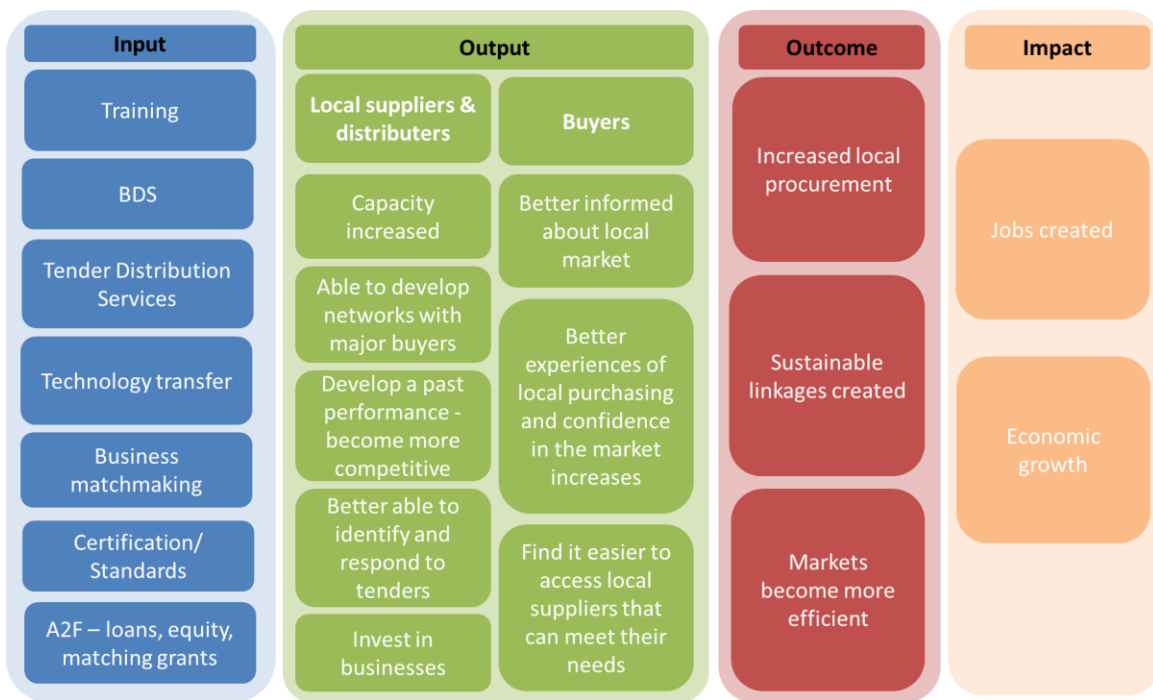 Input
Training
BDS
Tender Distribution
Services
Technology transfer
Business
matchmaking
Certification/
Standards
A2F – loans, equity,
matching grants
Output
Local suppliers &
distributers
Capacity
increased
Able to develop
networks with
major buyers
Develop a past
performance -
become more
competitive
Better able to
identify and
respond to
tenders
Invest in
businesses
Buyers
Better informed
about local
market
Better
experiences of
local purchasing
and confidence
in the market
increases
Find it easier to
access local
suppliers that
can meet their
needs
Outcome
Increased local
procurement
Sustainable
linkages created
Markets
become more
efficient
Impact
Jobs created
Economic
growth